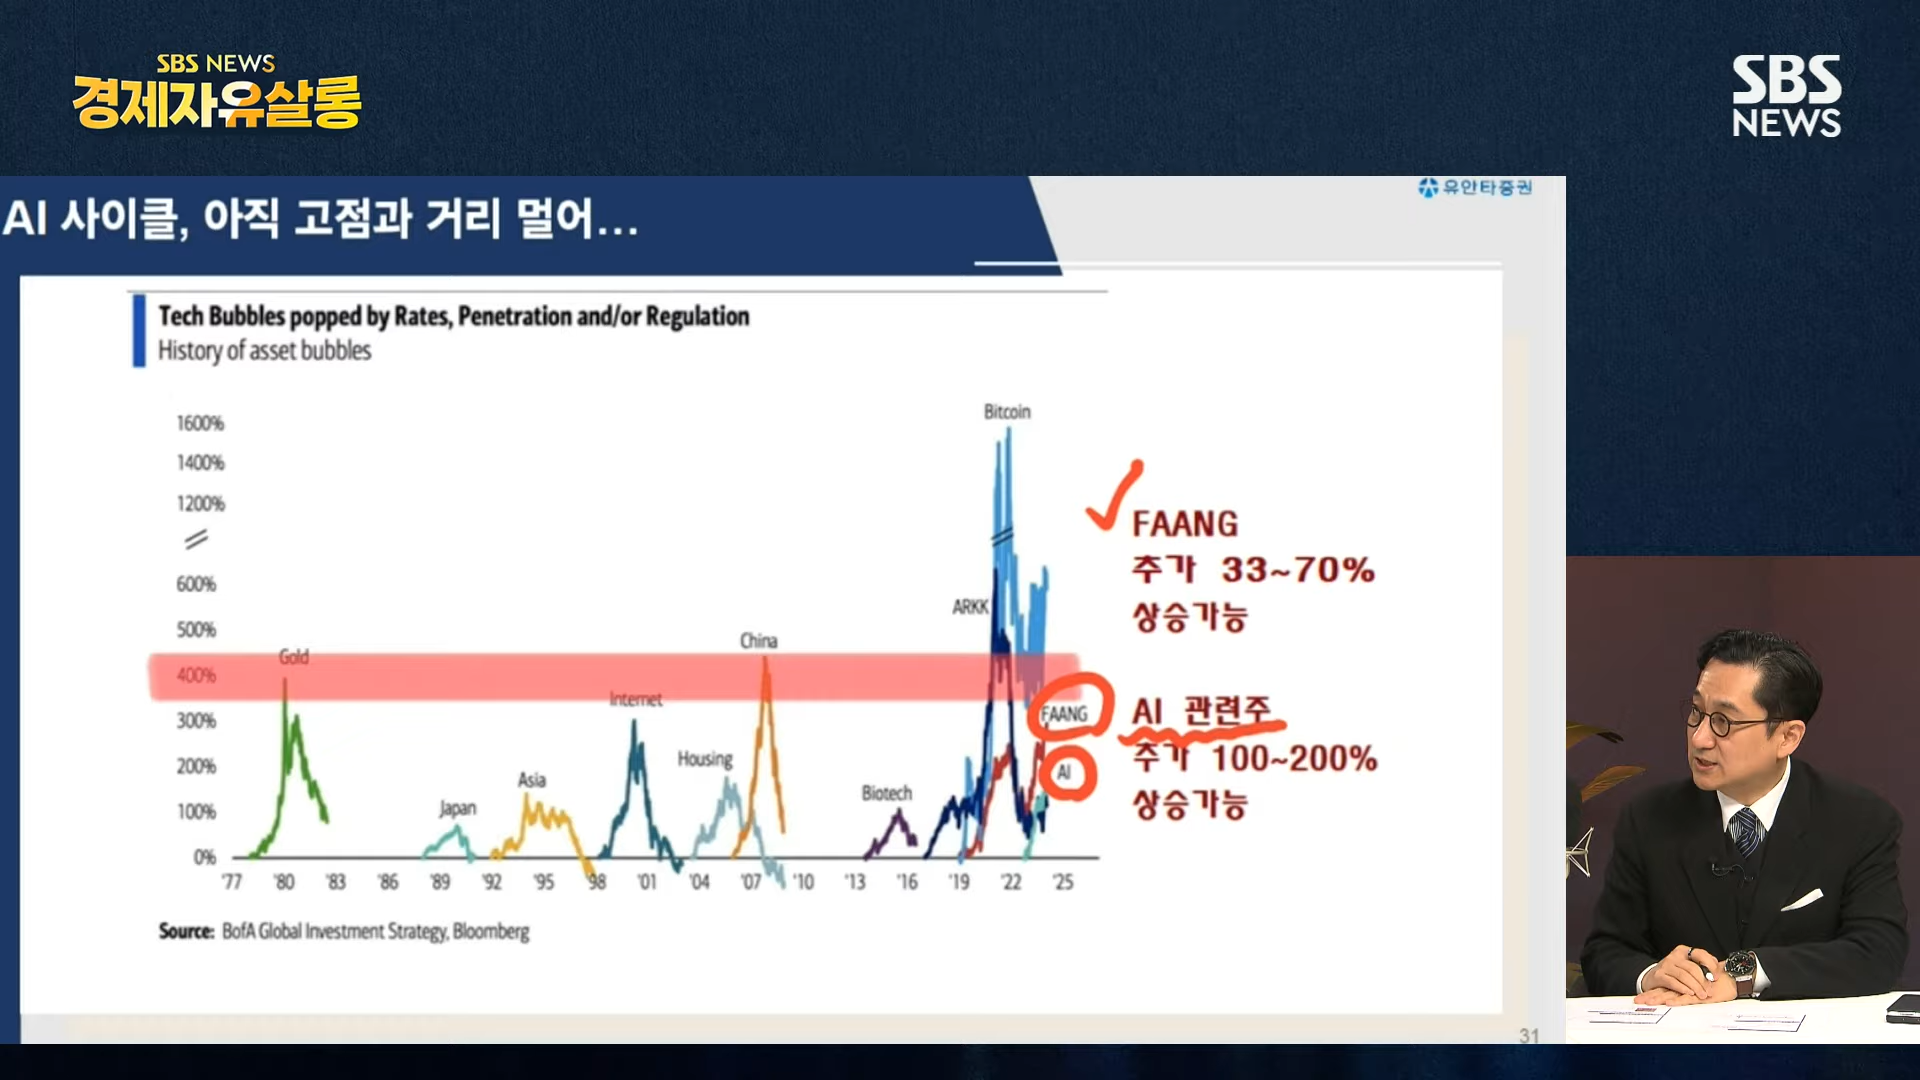 SBS NEWS
경제자유살롱
SBS
NEWS
유안타증권
AI 사이클, 아직 고점과 거리 멀어...
Tech Bubbles popped by Rates, Penetration and/or Regulation
History of asset bubbles
1600%
1400%
1200%
600%
500%
400%
300%
200%
100%
0%
Gold
Japan
Asia
Internet
Housing
China
Biotech
ARKK
Bitcoin
FAANG
AI
'77 '80 '83 '86 '89 '92 '95 '98 '01 '04 '07 '10 '13 '16 '19 '22 '25
FAANG
추가 33~70%
상승가능
AI 관련주
추가 100~200%
상승가능
Source: BofA Global Investment Strategy, Bloomberg
31